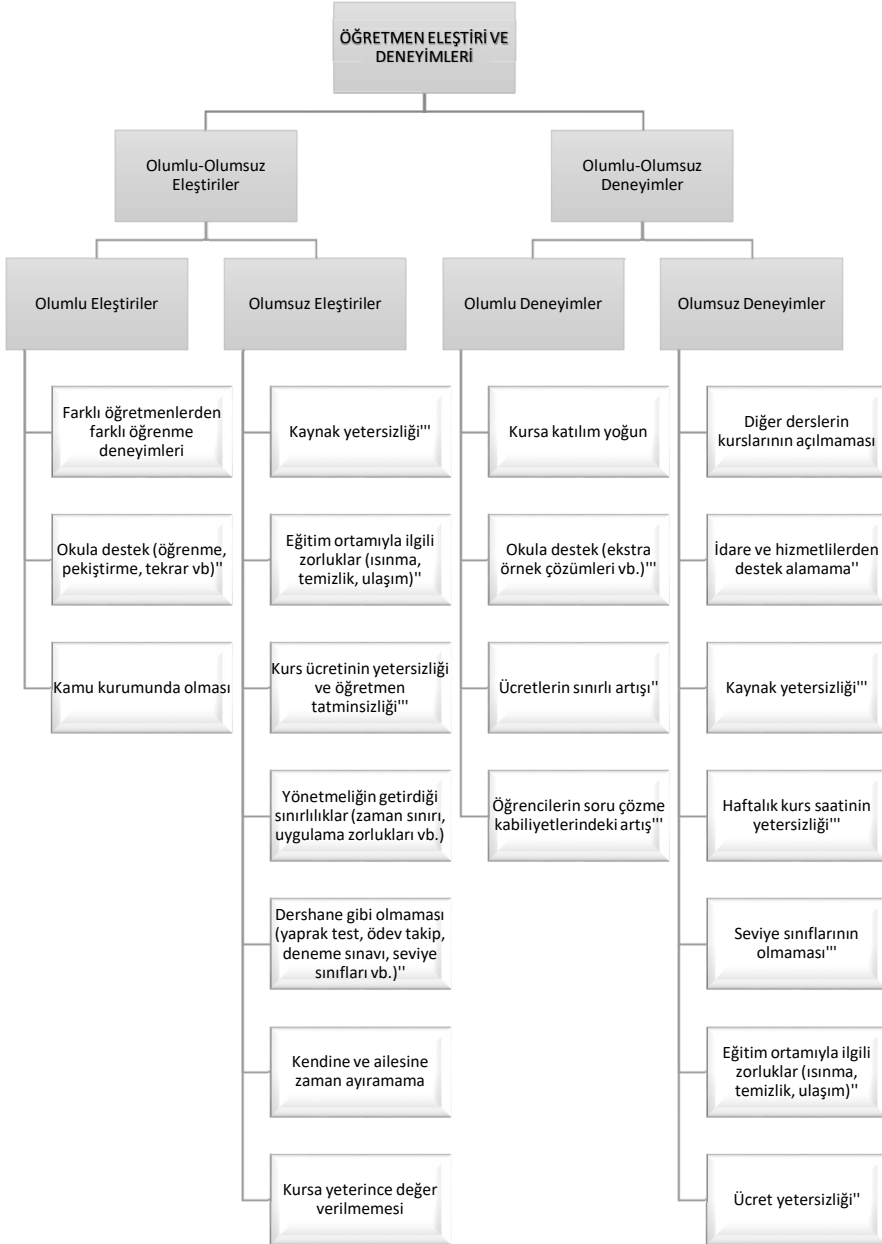 ÖĞRETMEN ELEŞTİRİ VE
DENEYİMLERİ
Olumlu-Olumsuz
Eleştiriler
Olumlu-Olumsuz
Deneyimler
Olumlu Eleştiriler
Olumsuz Eleştiriler
Olumlu Deneyimler
Olumsuz Deneyimler
Farklı öğretmenlerden
farklı öğrenme
deneyimleri
Okula destek (öğrenme,
pekiştirme, tekrar vb)''
Kamu kurumunda olması
Kaynak yetersizliği'''
Eğitim ortamıyla ilgili
zorluklar (ısınma,
temizlik, ulaşım)''
Kurs ücretinin yetersizliği
ve öğretmen
tatminsizliği'''
Yönetmeliğin getirdiği
sınırlılıklar (zaman sınırı,
uygulama zorlukları vb.)
Dershane gibi olmaması
(yaprak test, ödev takip,
deneme sınavı, seviye
sınıfları vb.)''
Kendine ve ailesine
zaman ayıramama
Kursa yeterince değer
verilmemesi
Kursa katılım yoğun
Okula destek (ekstra
örnek çözümleri vb.)'''
Ücretlerin sınırlı artışı''
Öğrencilerin soru çözme
kabiliyetlerindeki artış'''
Diğer derslerin
kurslarının açılmaması
İdare ve hizmetlilerden
destek alamama''
Kaynak yetersizliği'''
Haftalık kurs saatinin
yetersizliği'''
Seviye sınıflarının
olmaması'''
Eğitim ortamıyla ilgili
zorluklar (ısınma,
temizlik, ulaşım)''
Ücret yetersizliği''